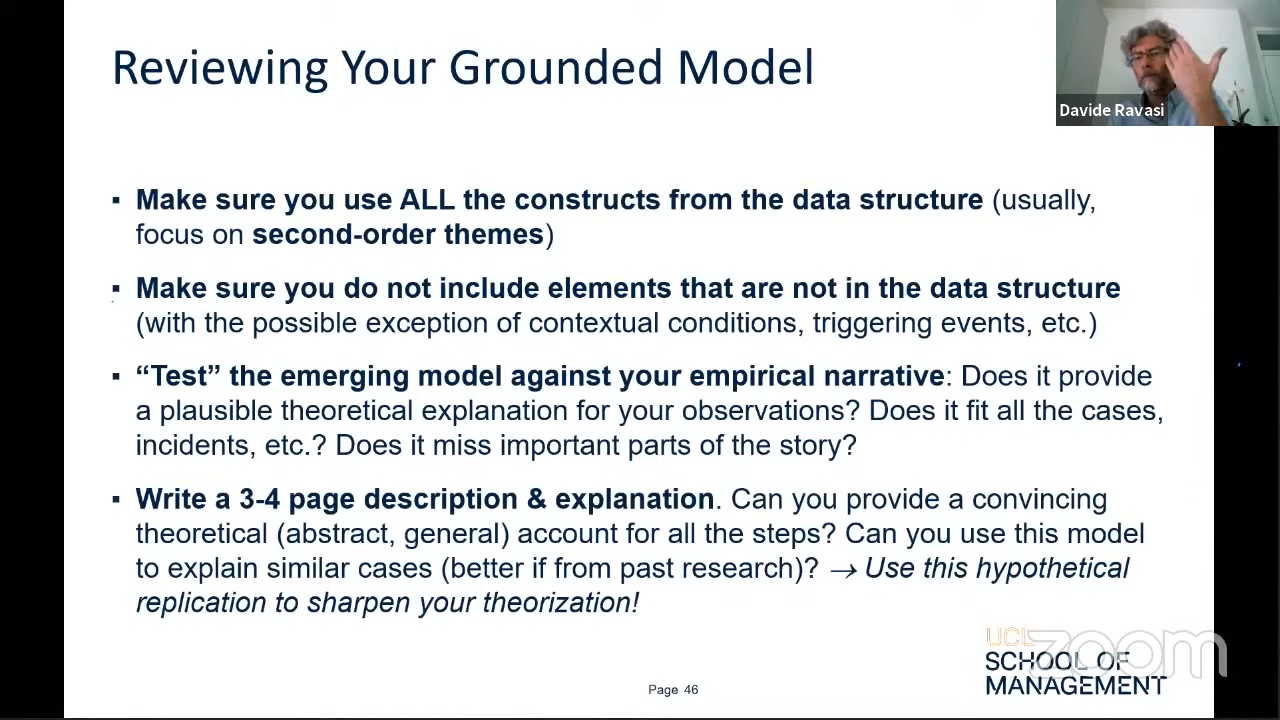 Reviewing Your Grounded Model
Davide Ravasi
▪ Make sure you use ALL the constructs from the data structure (usually,
focus on second-order themes)
▪ Make sure you do not include elements that are not in the data structure
(with the possible exception of contextual conditions, triggering events, etc.)
▪ “Test” the emerging model against your empirical narrative: Does it provide
a plausible theoretical explanation for your observations? Does it fit all the cases,
incidents, etc.? Does it miss important parts of the story?
▪ Write a 3-4 page description & explanation. Can you provide a convincing
theoretical (abstract, general) account for all the steps? Can you use this model
to explain similar cases (better if from past research)? → Use this hypothetical
replication to sharpen your theorization!
UCL
zoom
SCHOOL OF
MANAGEMENT
Page 46